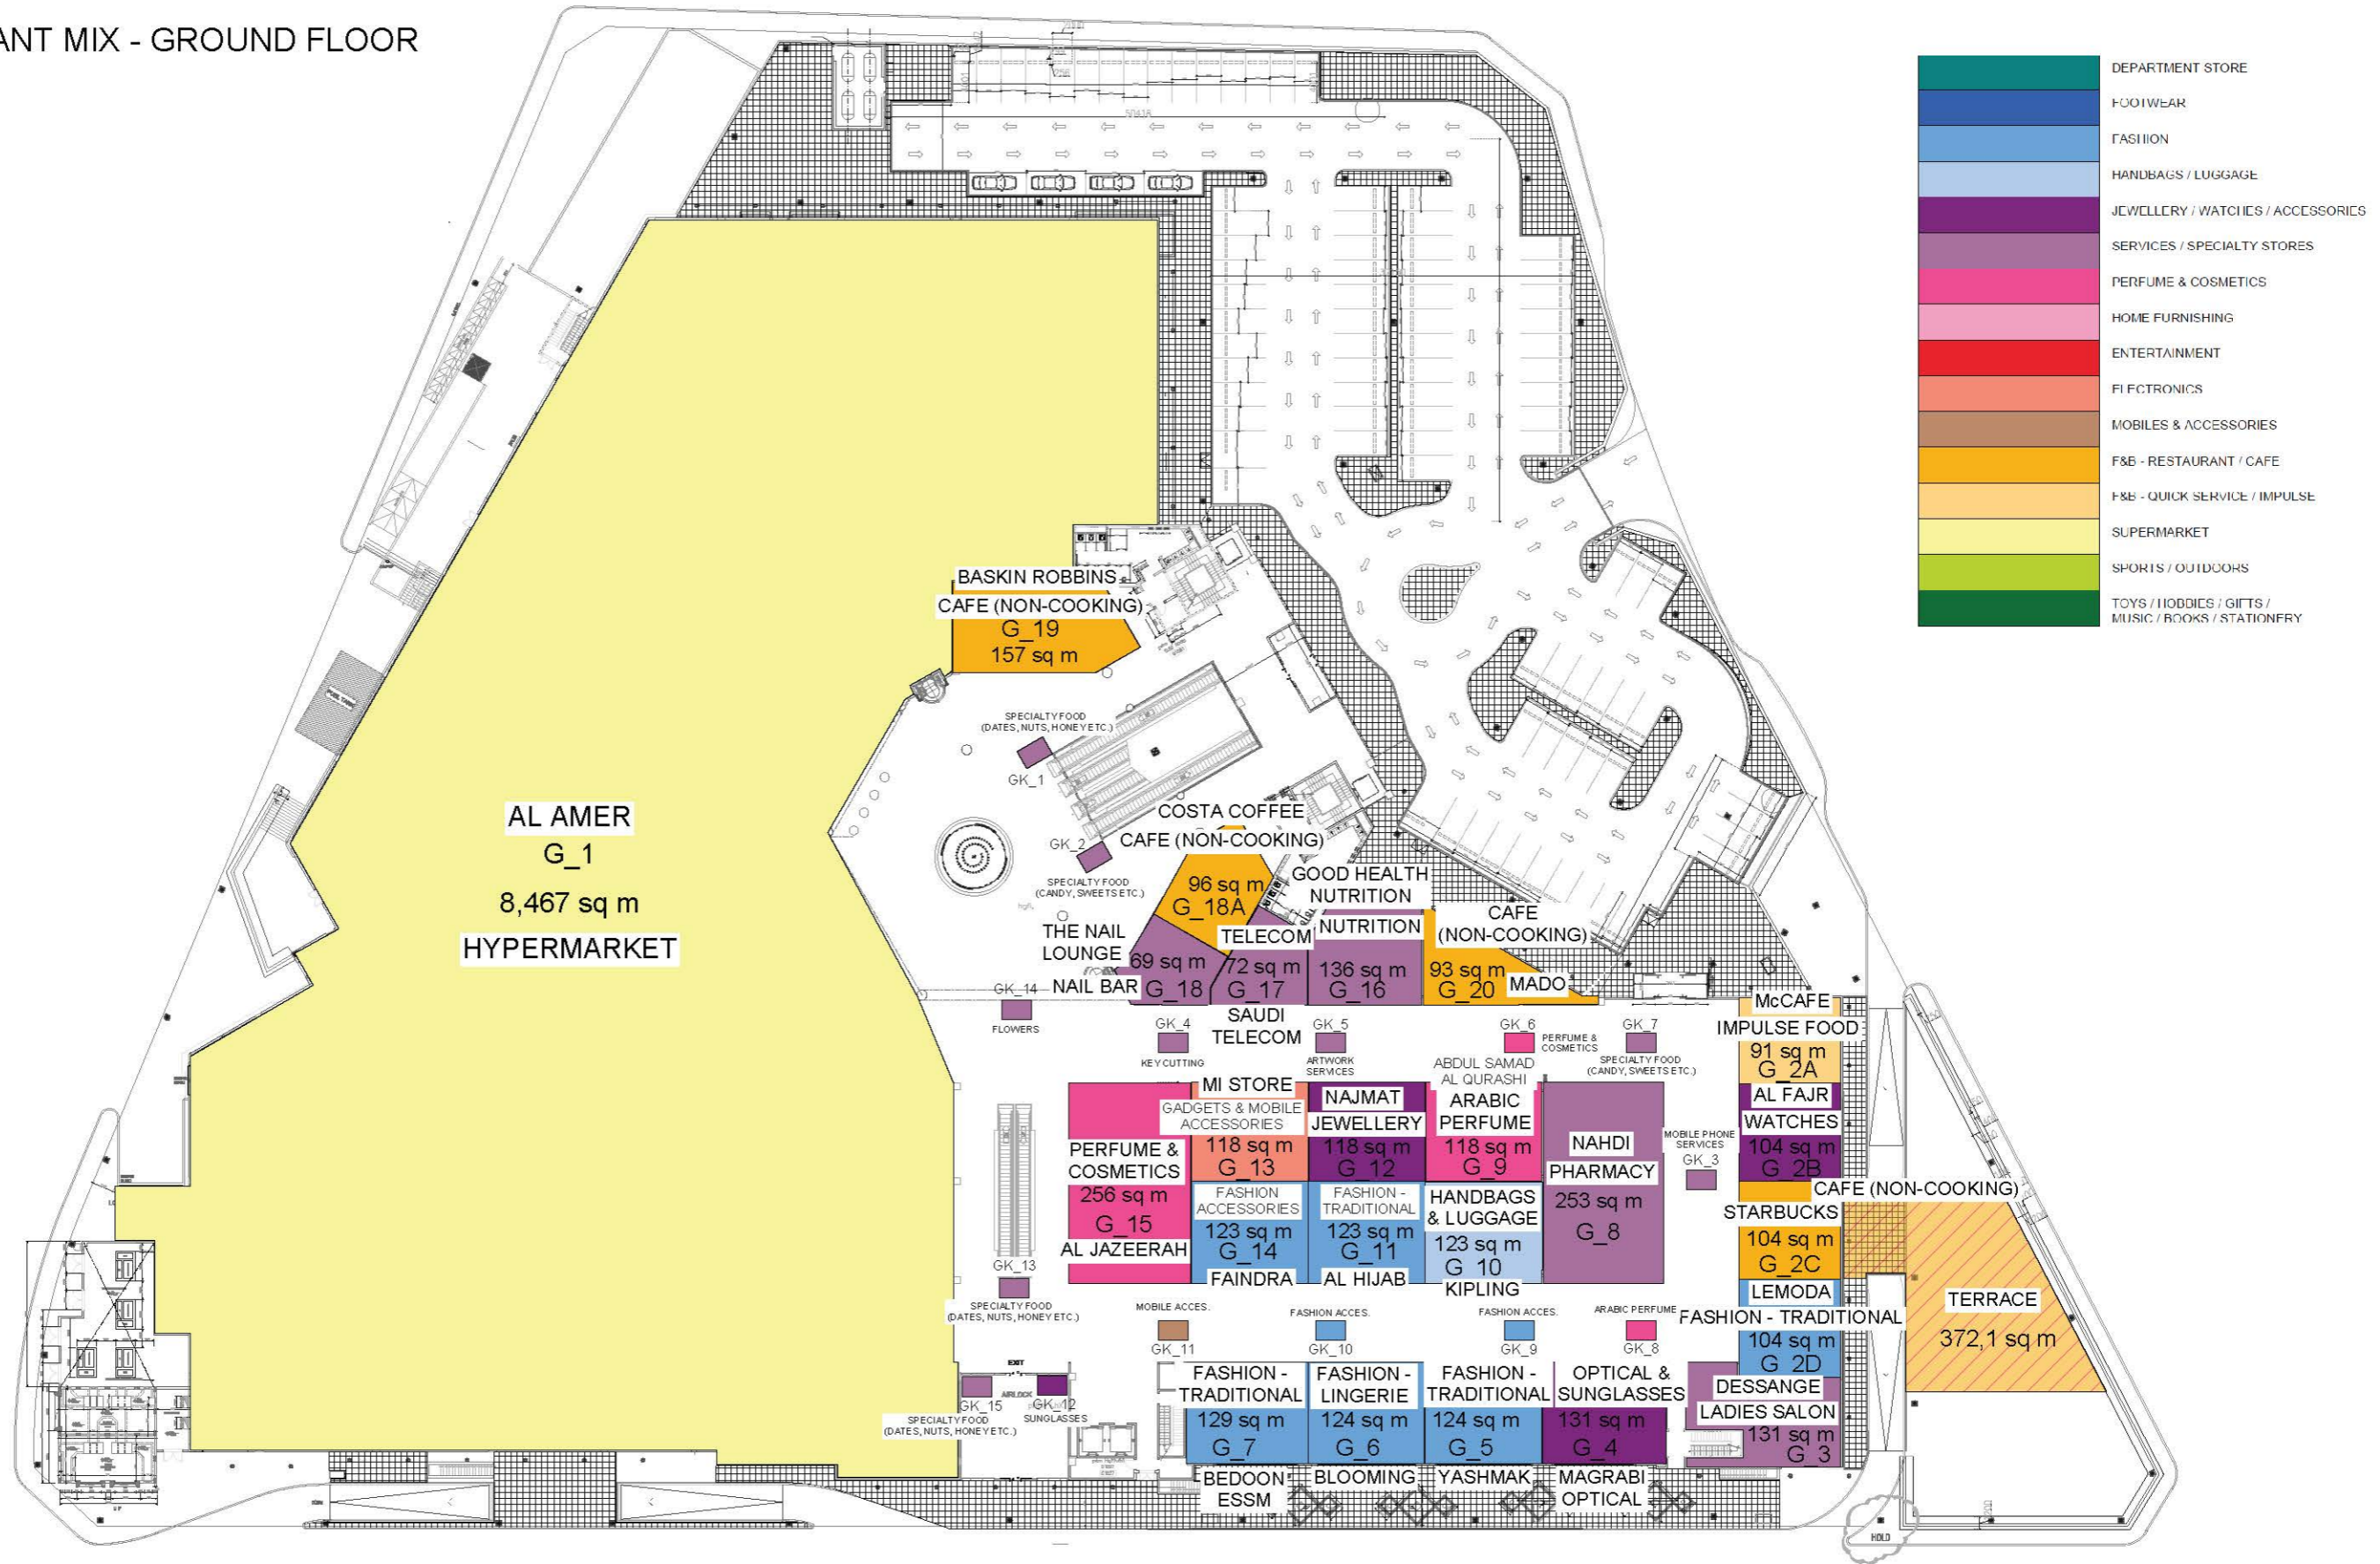 ANT MIX - GROUND FLOOR
DEPARTMENT STORE
FOOTWEAR
FASHION
HANDBAGS / LUGGAGE
JEWELLERY / WATCHES / ACCESSORIES
SERVICES / SPECIALTY STORES
PERFUME & COSMETICS
HOME FURNISHING
ENTERTAINMENT
ELECTRONICS
MOBILES & ACCESSORIES
F&B - RESTAURANT / CAFE
F&B - QUICK SERVICE / IMPULSE
SUPERMARKET
SPORTS / OUTDOORS
TOYS / HOBBIES / GIFTS /
MUSIC / BOOKS / STATIONERY
50418
BASKIN ROBBINS
CAFE (NON-COOKING)
G_19
157 sq m
FUEL TANK
SPECIALTY FOOD
(DATES, NUTS, HONEY ETC.)
GK_1
AL AMER
G_1
8,467 sq m
HYPERMARKET
COSTA COFFEE
CAFE (NON-COOKING)
96 sq m
G_18A
GK_2
SPECIALTY FOOD
(CANDY, SWEETS ETC.)
GOOD HEALTH
NUTRITION
NUTRITION
136 sq m
G_16
THE NAIL
LOUNGE
NAIL BAR
69 sq m
G_18
TELECOM
72 sq m
G_17
SAUDI
TELECOM
CAFE
(NON-COOKING)
93 sq m
G_20
MADO
GK_14
FLOWERS
GK_4
KEY CUTTING
GK_5
ARTWORK
SERVICES
GK_6
PERFUME &
COSMETICS
GK_7
SPECIALTY FOOD
(CANDY, SWEETS ETC.)
McCAFE
IMPULSE FOOD
91 sq m
G_2A
AL FAJR
WATCHES
104 sq m
G_2B
CAFE (NON-COOKING)
STARBUCKS
104 sq m
G_2C
LEMODA
FASHION - TRADITIONAL
104 sq m
G_2D
TERRACE
372,1 sq m
PERFUME &
COSMETICS
256 sq m
G_15
AL JAZEERAH
MI STORE
GADGETS & MOBILE
ACCESSORIES
118 sq m
G_13
NAJMAT
JEWELLERY
118 sq m
G_12
ABDUL SAMAD
AL QURASHI
ARABIC
PERFUME
118 sq m
G_9
NAHDI
PHARMACY
253 sq m
G_8
MOBILE PHONE
SERVICES
GK_3
FASHION
ACCESSORIES
123 sq m
G_14
FAINDRA
FASHION -
TRADITIONAL
123 sq m
G_11
AL HIJAB
HANDBAGS
& LUGGAGE
123 sq m
G_10
KIPLING
GK_13
SPECIALTY FOOD
(DATES, NUTS, HONEY ETC.)
MOBILE ACCES.
GK_11
FASHION ACCES.
GK_10
FASHION ACCES.
GK_9
ARABIC PERFUME
GK_8
EXIT
AIRLOCK
GK_15
SPECIALTY FOOD
(DATES, NUTS, HONEY ETC.)
GK_12
SUNGLASSES
FASHION -
TRADITIONAL
129 sq m
G_7
BEDOON
ESSM
FASHION -
LINGERIE
124 sq m
G_6
BLOOMING
FASHION -
TRADITIONAL
124 sq m
G_5
YASHMAK
OPTICAL &
SUNGLASSES
131 sq m
G_4
MAGRABI
OPTICAL
DESSANGE
LADIES SALON
131 sq m
G_3
HOLD